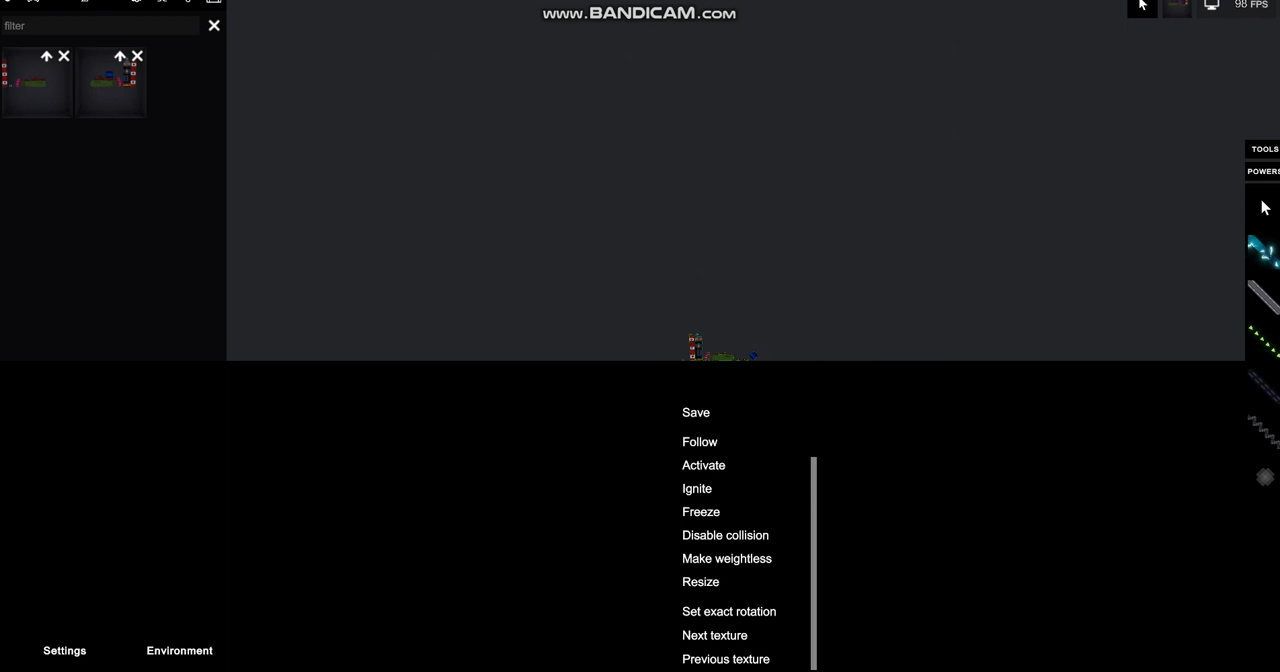 www.BANDICAM.com
98 FPS
filter
TOOLS
POWERS
Save
Follow
Activate
Ignite
Freeze
Disable collision
Make weightless
Resize
Set exact rotation
Next texture
Previous texture
Settings
Environment